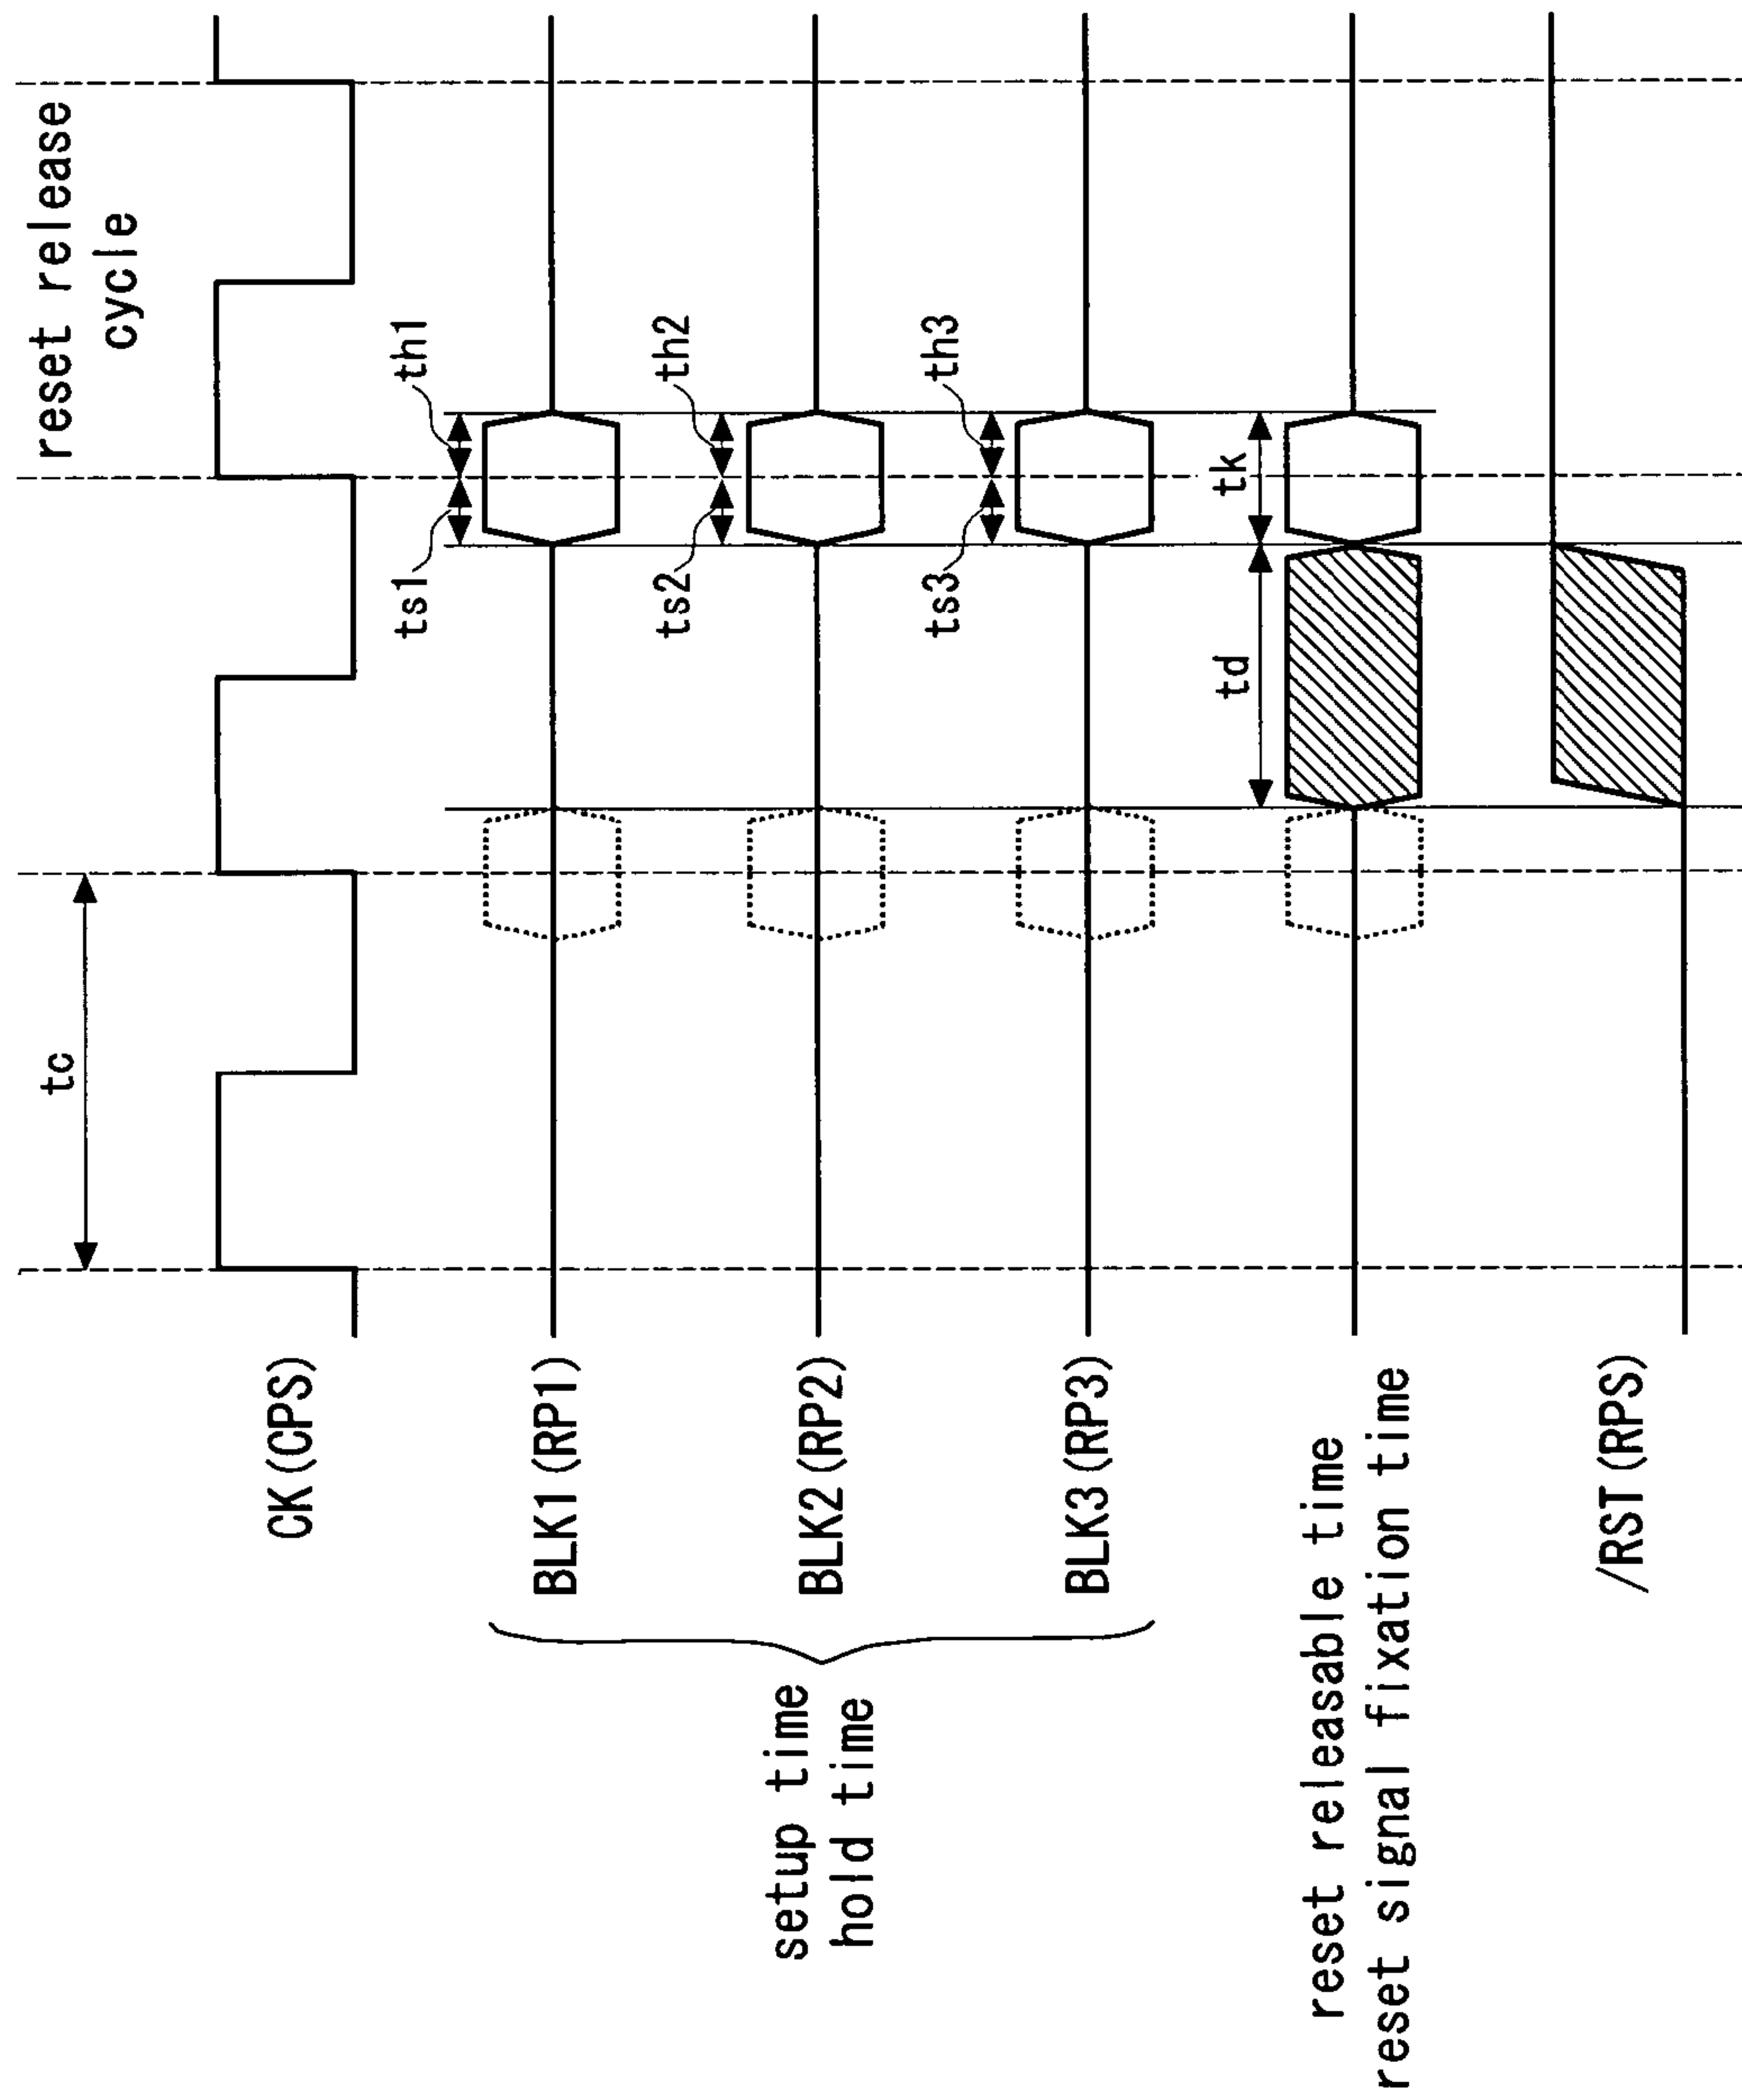 tc
reset release
cycle
CK(CPS)
ts1
th1
BLK1(RP1)
ts2
th2
setup time
hold time
BLK2(RP2)
ts3
th3
BLK3(RP3)
td
tk
reset releasable time
reset signal fixation time
/RST(RPS)